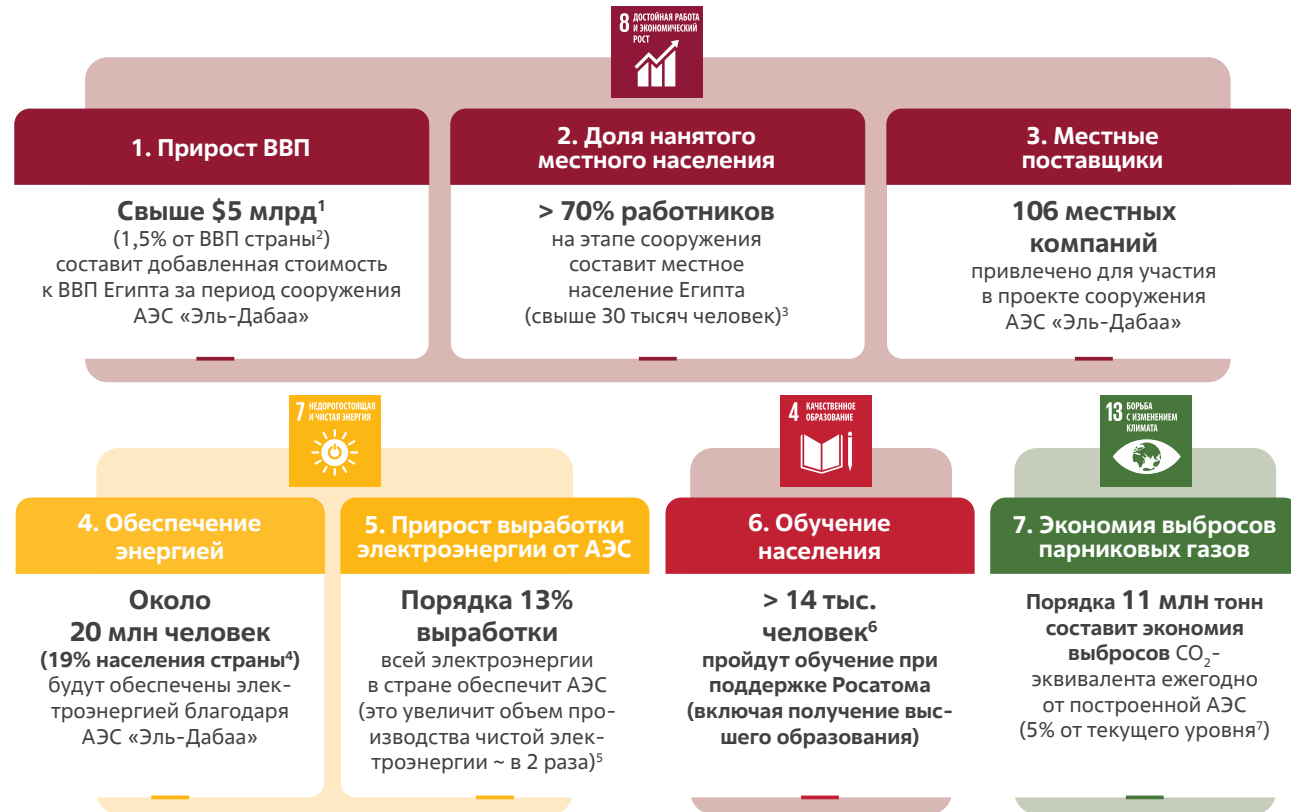 8 ДОСТОЙНАЯ РАБОТА
И ЭКОНОМИЧЕСКИЙ
РОСТ
1. Прирост ВВП
Свыше $5 млрд¹
(1,5% от ВВП страны²)
составит добавленная стоимость
к ВВП Египта за период сооружения
АЭС «Эль-Дабаа»
2. Доля нанятого
местного населения
> 70% работников
на этапе сооружения
составит местное
население Египта
(свыше 30 тысяч человек)³
3. Местные
поставщики
106 местных
компаний
привлечено для участия
в проекте сооружения
АЭС «Эль-Дабаа»
7 НЕДОРОГОСТОЯЩАЯ
И ЧИСТАЯ ЭНЕРГИЯ
4. Обеспечение
энергией
Около
20 млн человек
(19% населения страны⁴)
будут обеспечены элек-
троэнергией благодаря
АЭС «Эль-Дабаа»
5. Прирост выработки
электроэнергии от АЭС
Порядка 13%
выработки
всей электроэнергии
в стране обеспечит АЭС
(это увеличит объем про-
изводства чистой элек-
троэнергии ~ в 2 раза)⁵
4 КАЧЕСТВЕННОЕ
ОБРАЗОВАНИЕ
6. Обучение
населения
> 14 тыс.
человек⁶
пройдут обучение при
поддержке Росатома
(включая получение выс-
шего образования)
13 БОРЬБА
С ИЗМЕНЕНИЕМ
КЛИМАТА
7. Экономия выбросов
парниковых газов
Порядка 11 млн тонн
составит экономия
выбросов CO₂-
эквивалента ежегодно
от построенной АЭС
(5% от текущего уровня⁷)